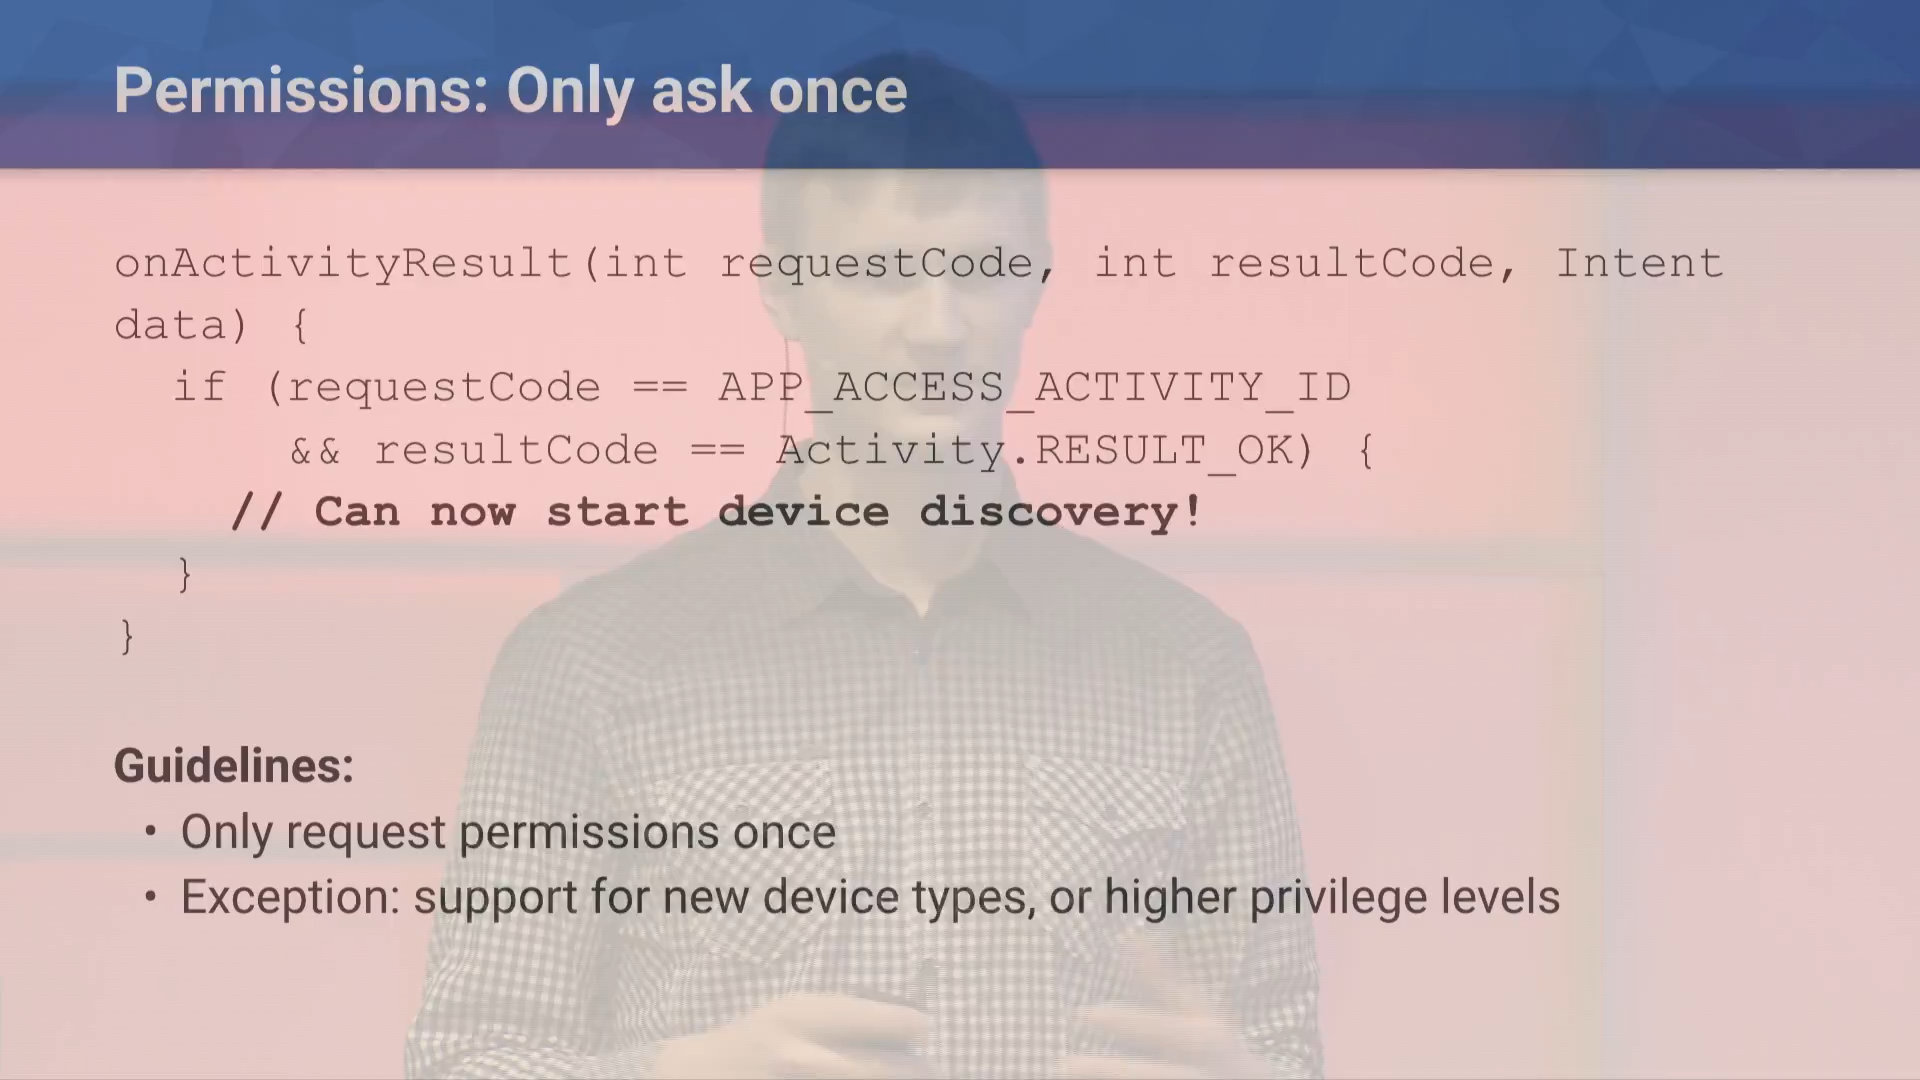 Permissions: Only ask once
onActivityResult(int requestCode, int resultCode, Intent
data) {
if (requestCode == APP_ACCESS_ACTIVITY_ID
&& resultCode == Activity.RESULT_OK) {
// Can now start device discovery!
}
}
Guidelines:
• Only request permissions once
• Exception: support for new device types, or higher privilege levels